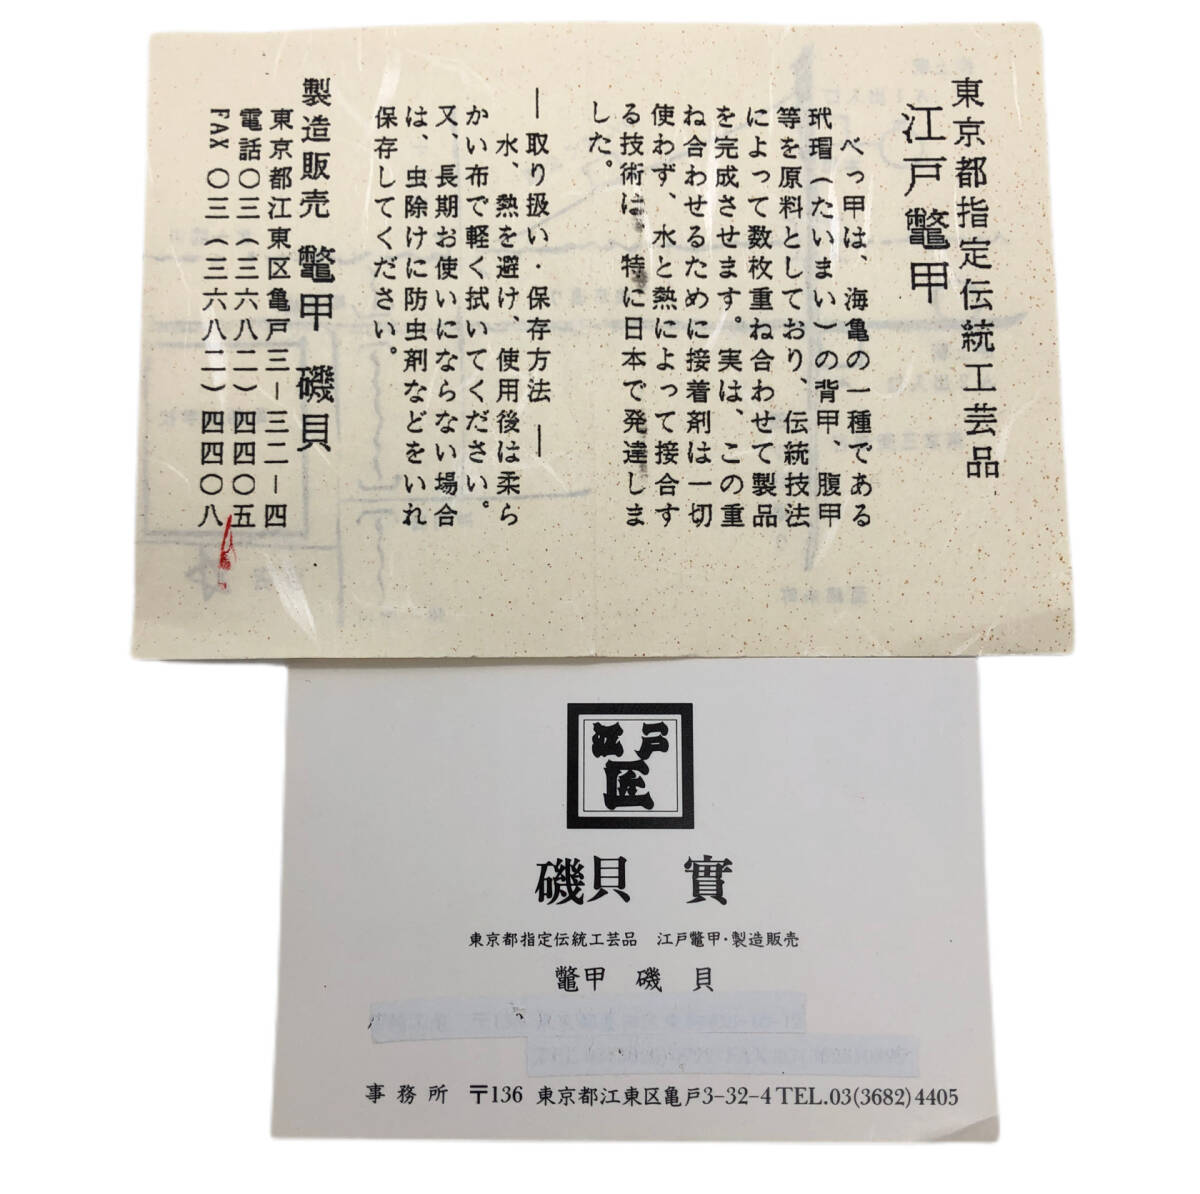 東京都指定伝統工芸品
江戸鼈甲
べっ甲は、海亀の一種である
玳瑁(たいまい)の背甲、腹甲
等を原料としており、伝統技法
によって数枚重ね合わせて製品
を完成させます。実は、この重
ね合わせるために接着剤は一切
使わず、水と熱によって接合す
る技術は、特に日本で発達しま
した。
―取り扱い・保存方法―
水、熱を避け、使用後は柔ら
かい布で軽く拭いてください。
又、長期お使いにならない場合
は、虫除けに防虫剤などをいれ
保存してください。
製造販売 鼈甲 磯貝
東京都江東区亀戸三ー三二ー四
電話〇三(三六八二)四四〇五
FAX〇三(三六八二)四四〇八
江戸
匠
磯貝 實
東京都指定伝統工芸品 江戸鼈甲・製造販売
鼈甲 磯貝
事務所 〒136 東京都江東区亀戸3-32-4 TEL.03(3682)4405